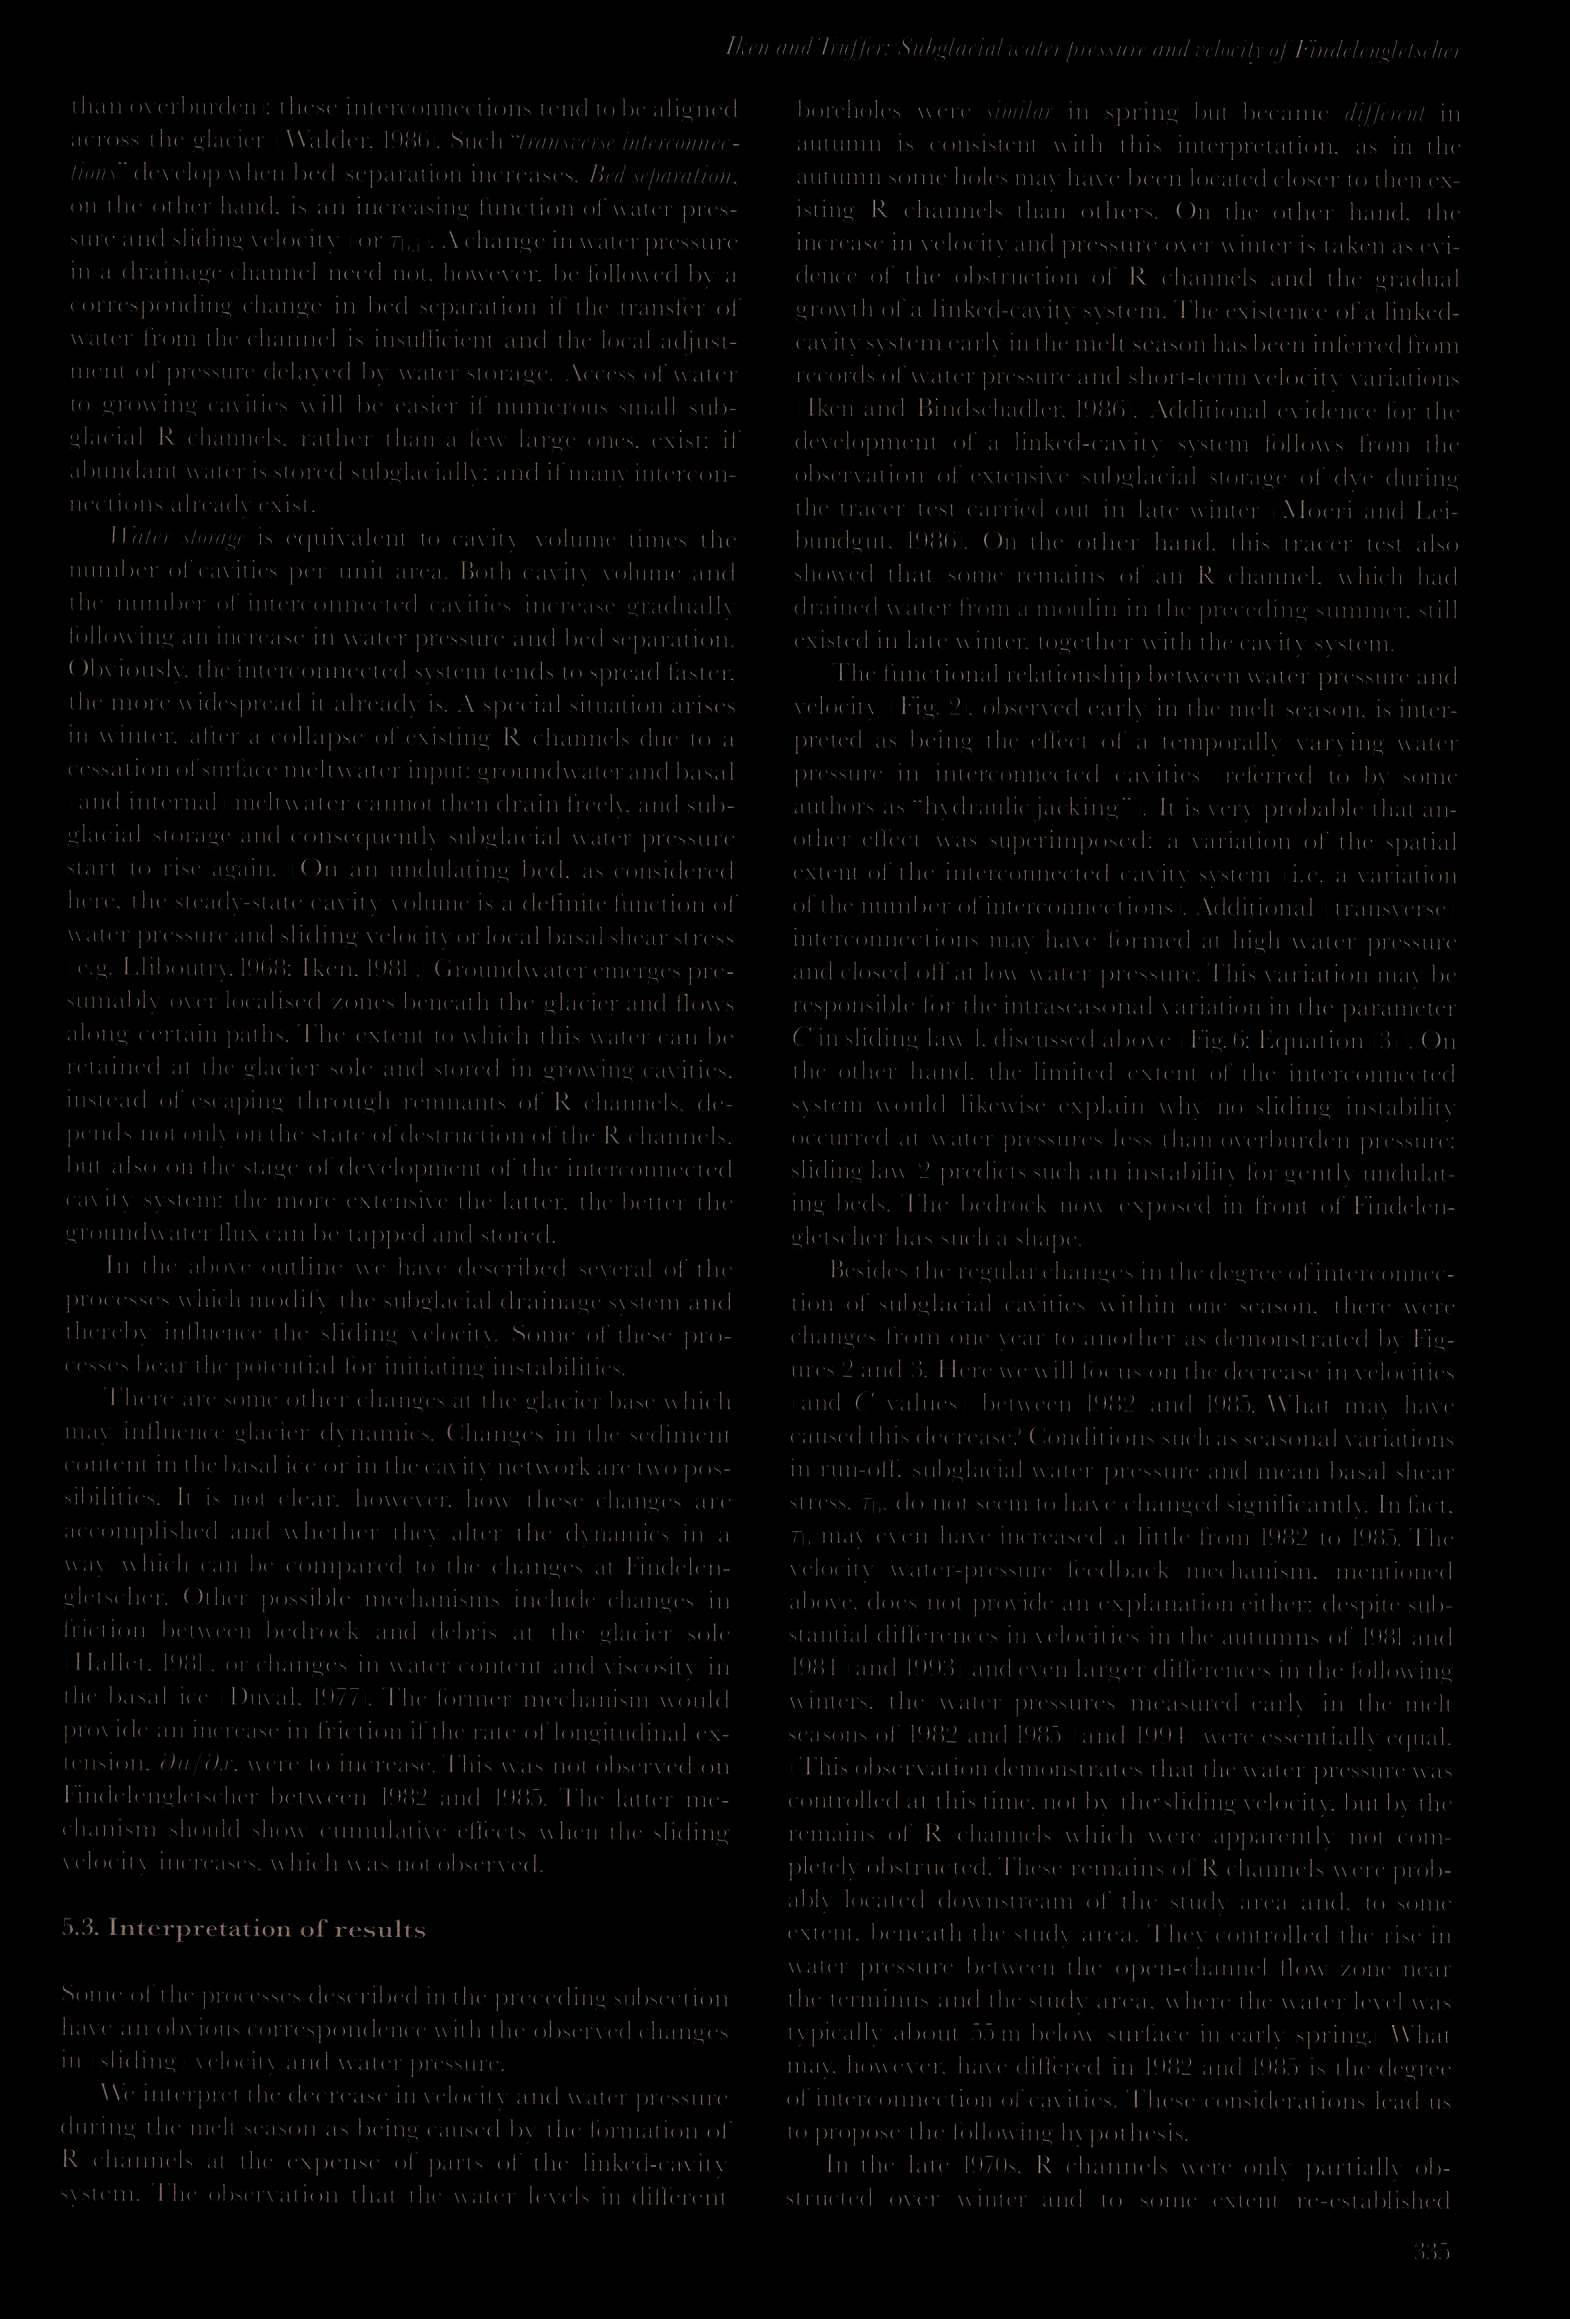 Iken and Truffer: Subglacial water pressure and velocity of Findelengletscher
than overburden); these interconnections tend to be aligned
across the glacier (Walder, 1986). Such "transverse interconnec-
tions" develop when bed separation increases. Bed separation,
on the other hand, is an increasing function of water pres-
sure and sliding velocity (or τ). A change in water pressure
in a drainage channel need not, however, be followed by a
corresponding change in bed separation if the transfer of
water from the channel is insufficient and the local adjust-
ment of pressure delayed by water storage. Access of water
to growing cavities will be easier if numerous small sub-
glacial R channels, rather than a few large ones, exist; if
abundant water is stored subglacially; and if many intercon-
nections already exist.
Water storage is equivalent to cavity volume times the
number of cavities per unit area. Both cavity volume and
the number of interconnected cavities increase gradually
following an increase in water pressure and bed separation.
Obviously, the interconnected system tends to spread faster,
the more widespread it already is. A special situation arises
in winter, after a collapse of existing R channels due to a
cessation of surface meltwater input: groundwater and basal
(and internal) meltwater cannot then drain freely, and sub-
glacial storage and consequently subglacial water pressure
start to rise again. (On an undulating bed, as considered
here, the steady-state cavity volume is a definite function of
water pressure and sliding velocity or local basal shear stress
(e.g. Lliboutry, 1968; Iken, 1981).) Groundwater emerges pre-
sumably over localised zones beneath the glacier and flows
along certain paths. The extent to which this water can be
retained at the glacier sole and stored in growing cavities,
instead of escaping through remnants of R channels, de-
pends not only on the state of destruction of the R channels,
but also on the stage of development of the interconnected
cavity system: the more extensive the latter, the better the
groundwater flux can be tapped and stored.
In the above outline we have described several of the
processes which modify the subglacial drainage system and
thereby influence the sliding velocity. Some of these pro-
cesses bear the potential for initiating instabilities.
There are some other changes at the glacier base which
may influence glacier dynamics. Changes in the sediment
content in the basal ice or in the cavity network are two pos-
sibilities. It is not clear, however, how these changes are
accomplished and whether they alter the dynamics in a
way which can be compared to the changes at Findelen-
gletscher. Other possible mechanisms include changes in
friction between bedrock and debris at the glacier sole
(Hallet, 1981), or changes in water content and viscosity in
the basal ice (Duval, 1977). The former mechanism would
provide an increase in friction if the rate of longitudinal ex-
tension, ∂u/∂x, were to increase. This was not observed on
Findelengletscher between 1982 and 1985. The latter me-
chanism should show cumulative effects when the sliding
velocity increases, which was not observed.
5.3. Interpretation of results
Some of the processes described in the preceding subsection
have an obvious correspondence with the observed changes
in (sliding) velocity and water pressure.
We interpret the decrease in velocity and water pressure
during the melt season as being caused by the formation of
R channels at the expense of parts of the linked-cavity
system. The observation that the water levels in different
boreholes were similar in spring but became different in
autumn is consistent with this interpretation, as in the
autumn some holes may have been located closer to then ex-
isting R channels than others. On the other hand, the
increase in velocity and pressure over winter is taken as evi-
dence of the obstruction of R channels and the gradual
growth of a linked-cavity system. The existence of a linked-
cavity system early in the melt season has been inferred from
records of water pressure and short-term velocity variations
(Iken and Bindschadler, 1986). Additional evidence for the
development of a linked-cavity system follows from the
observation of extensive subglacial storage of dye during
the tracer test carried out in late winter (Moeri and Lei-
bundgut, 1986). On the other hand, this tracer test also
showed that some remains of an R channel, which had
drained water from a moulin in the preceding summer, still
existed in late winter, together with the cavity system.
The functional relationship between water pressure and
velocity (Fig. 2), observed early in the melt season, is inter-
preted as being the effect of a temporally varying water
pressure in interconnected cavities (referred to by some
authors as "hydraulic jacking"). It is very probable that an-
other effect was superimposed: a variation of the spatial
extent of the interconnected cavity system (i.e. a variation
of the number of interconnections). Additional (transverse)
interconnections may have formed at high water pressure
and closed off at low water pressure. This variation may be
responsible for the intraseasonal variation in the parameter
C in sliding law 1, discussed above (Fig. 6; Equation (3)). On
the other hand, the limited extent of the interconnected
system would likewise explain why no sliding instability
occurred at water pressures less than overburden pressure;
sliding law 2 predicts such an instability for gently undulat-
ing beds. The bedrock now exposed in front of Findelen-
gletscher has such a shape.
Besides the regular changes in the degree of interconnec-
tion of subglacial cavities within one season, there were
changes from one year to another as demonstrated by Fig-
ures 2 and 3. Here we will focus on the decrease in velocities
(and C values) between 1982 and 1985. What may have
caused this decrease? Conditions such as seasonal variations
in run-off, subglacial water pressure and mean basal shear
stress, τb, do not seem to have changed significantly. In fact,
τb may even have increased a little from 1982 to 1985. The
velocity water-pressure feedback mechanism, mentioned
above, does not provide an explanation either: despite sub-
stantial differences in velocities in the autumns of 1981 and
1984 (and 1993) and even larger differences in the following
winters, the water pressures measured early in the melt
seasons of 1982 and 1985 (and 1994) were essentially equal.
(This observation demonstrates that the water pressure was
controlled at this time, not by the sliding velocity, but by the
remains of R channels which were apparently not com-
pletely obstructed. These remains of R channels were prob-
ably located downstream of the study area and, to some
extent, beneath the study area. They controlled the rise in
water pressure between the open-channel flow zone near
the terminus and the study area, where the water level was
typically about 55 m below surface in early spring.) What
may, however, have differed in 1982 and 1985 is the degree
of interconnection of cavities. These considerations lead us
to propose the following hypothesis.
In the late 1970s, R channels were only partially ob-
structed over winter and to some extent re-established
335